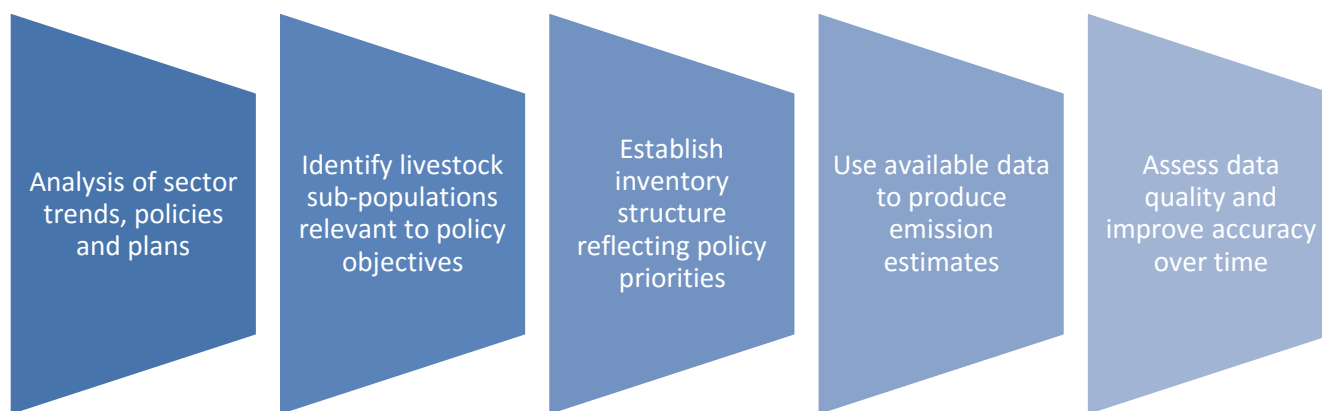 Analysis of sector
trends, policies
and plans
Identify livestock
sub-populations
relevant to policy
objectives
Establish
inventory
structure
reflecting policy
priorities
Use available data
to produce
emission
estimates
Assess data
quality and
improve accuracy
over time